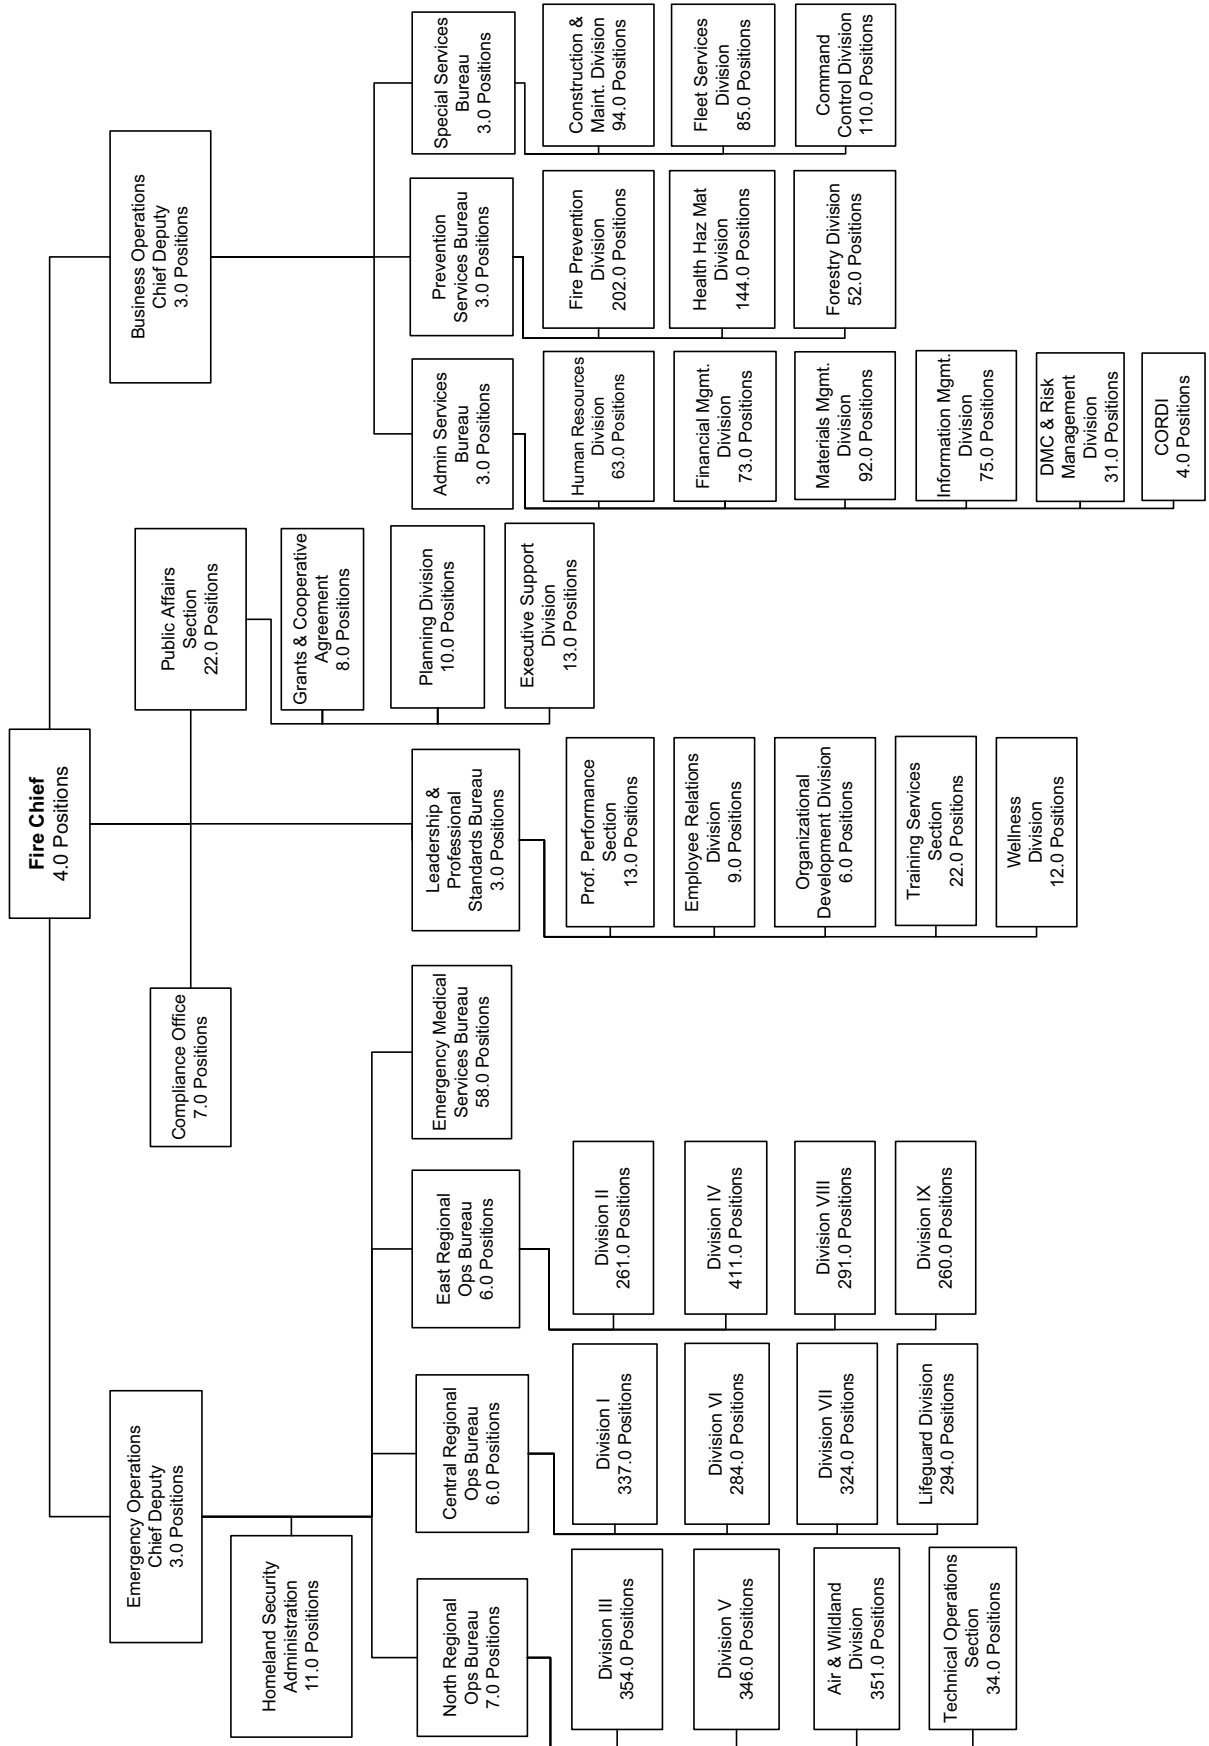 Fire Chief
4.0 Positions
Emergency Operations
Chief Deputy
3.0 Positions
Business Operations
Chief Deputy
3.0 Positions
Compliance Office
7.0 Positions
Public Affairs
Section
22.0 Positions
Grants & Cooperative
Agreement
8.0 Positions
Planning Division
10.0 Positions
Executive Support
Division
13.0 Positions
Homeland Security
Administration
11.0 Positions
North Regional
Ops Bureau
7.0 Positions
Division III
354.0 Positions
Division V
346.0 Positions
Air & Wildland
Division
351.0 Positions
Technical Operations
Section
34.0 Positions
Central Regional
Ops Bureau
6.0 Positions
Division I
337.0 Positions
Division VI
284.0 Positions
Division VII
324.0 Positions
Lifeguard Division
294.0 Positions
East Regional
Ops Bureau
6.0 Positions
Division II
261.0 Positions
Division IV
411.0 Positions
Division VIII
291.0 Positions
Division IX
260.0 Positions
Emergency Medical
Services Bureau
58.0 Positions
Leadership &
Professional
Standards Bureau
3.0 Positions
Prof. Performance
Section
13.0 Positions
Employee Relations
Division
9.0 Positions
Organizational
Development Division
6.0 Positions
Training Services
Section
22.0 Positions
Wellness
Division
12.0 Positions
Admin Services
Bureau
3.0 Positions
Human Resources
Division
63.0 Positions
Financial Mgmt.
Division
73.0 Positions
Materials Mgmt.
Division
92.0 Positions
Information Mgmt.
Division
75.0 Positions
DMC & Risk
Management
Division
31.0 Positions
CORDI
4.0 Positions
Prevention
Services Bureau
3.0 Positions
Fire Prevention
Division
202.0 Positions
Health Haz Mat
Division
144.0 Positions
Forestry Division
52.0 Positions
Special Services
Bureau
3.0 Positions
Construction &
Maint. Division
94.0 Positions
Fleet Services
Division
85.0 Positions
Command
Control Division
110.0 Positions